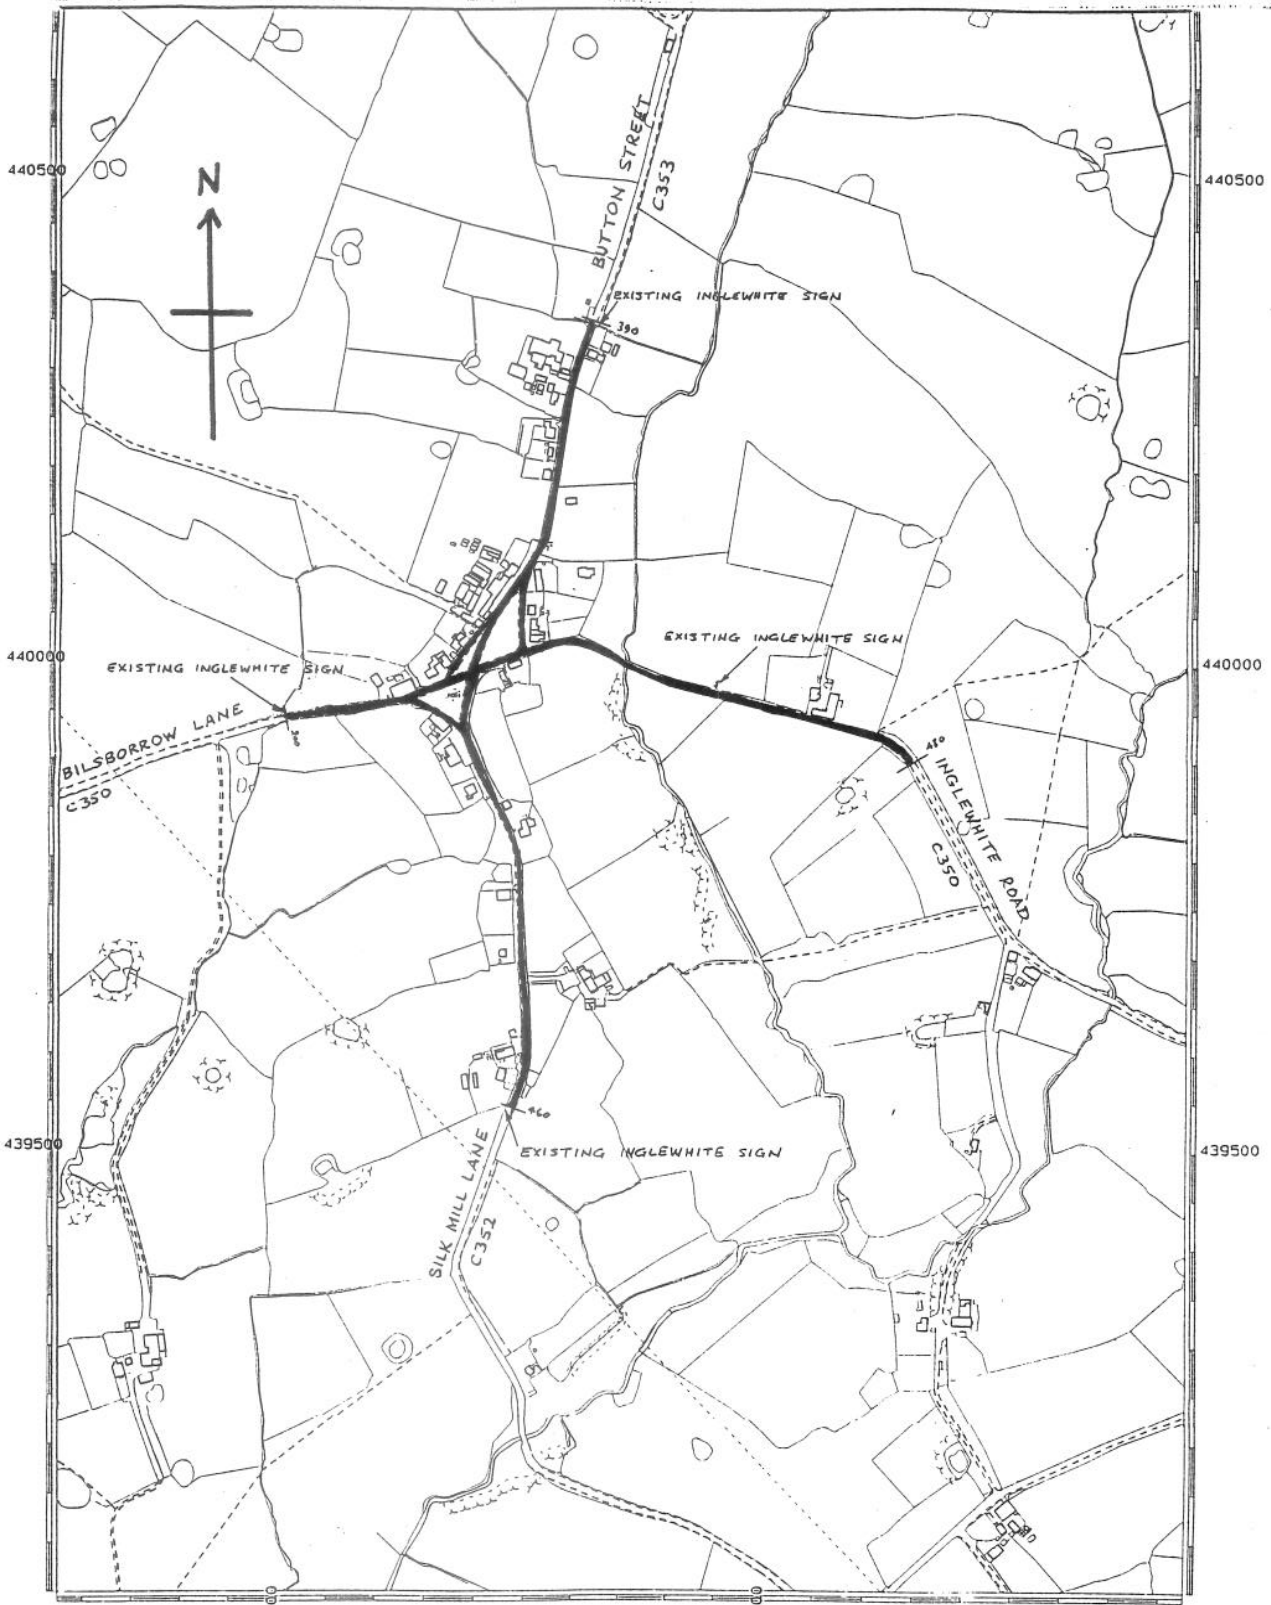 440500
440500
N
BUTTON STREET
C353
EXISTING INGLEWHITE SIGN
390
EXISTING INGLEWHITE SIGN
440000
440000
EXISTING INGLEWHITE SIGN
BILSBORROW LANE
C350
480
INGLEWHITE ROAD
C350
460
439500
439500
EXISTING INGLEWHITE SIGN
SILK MILL LANE
C352